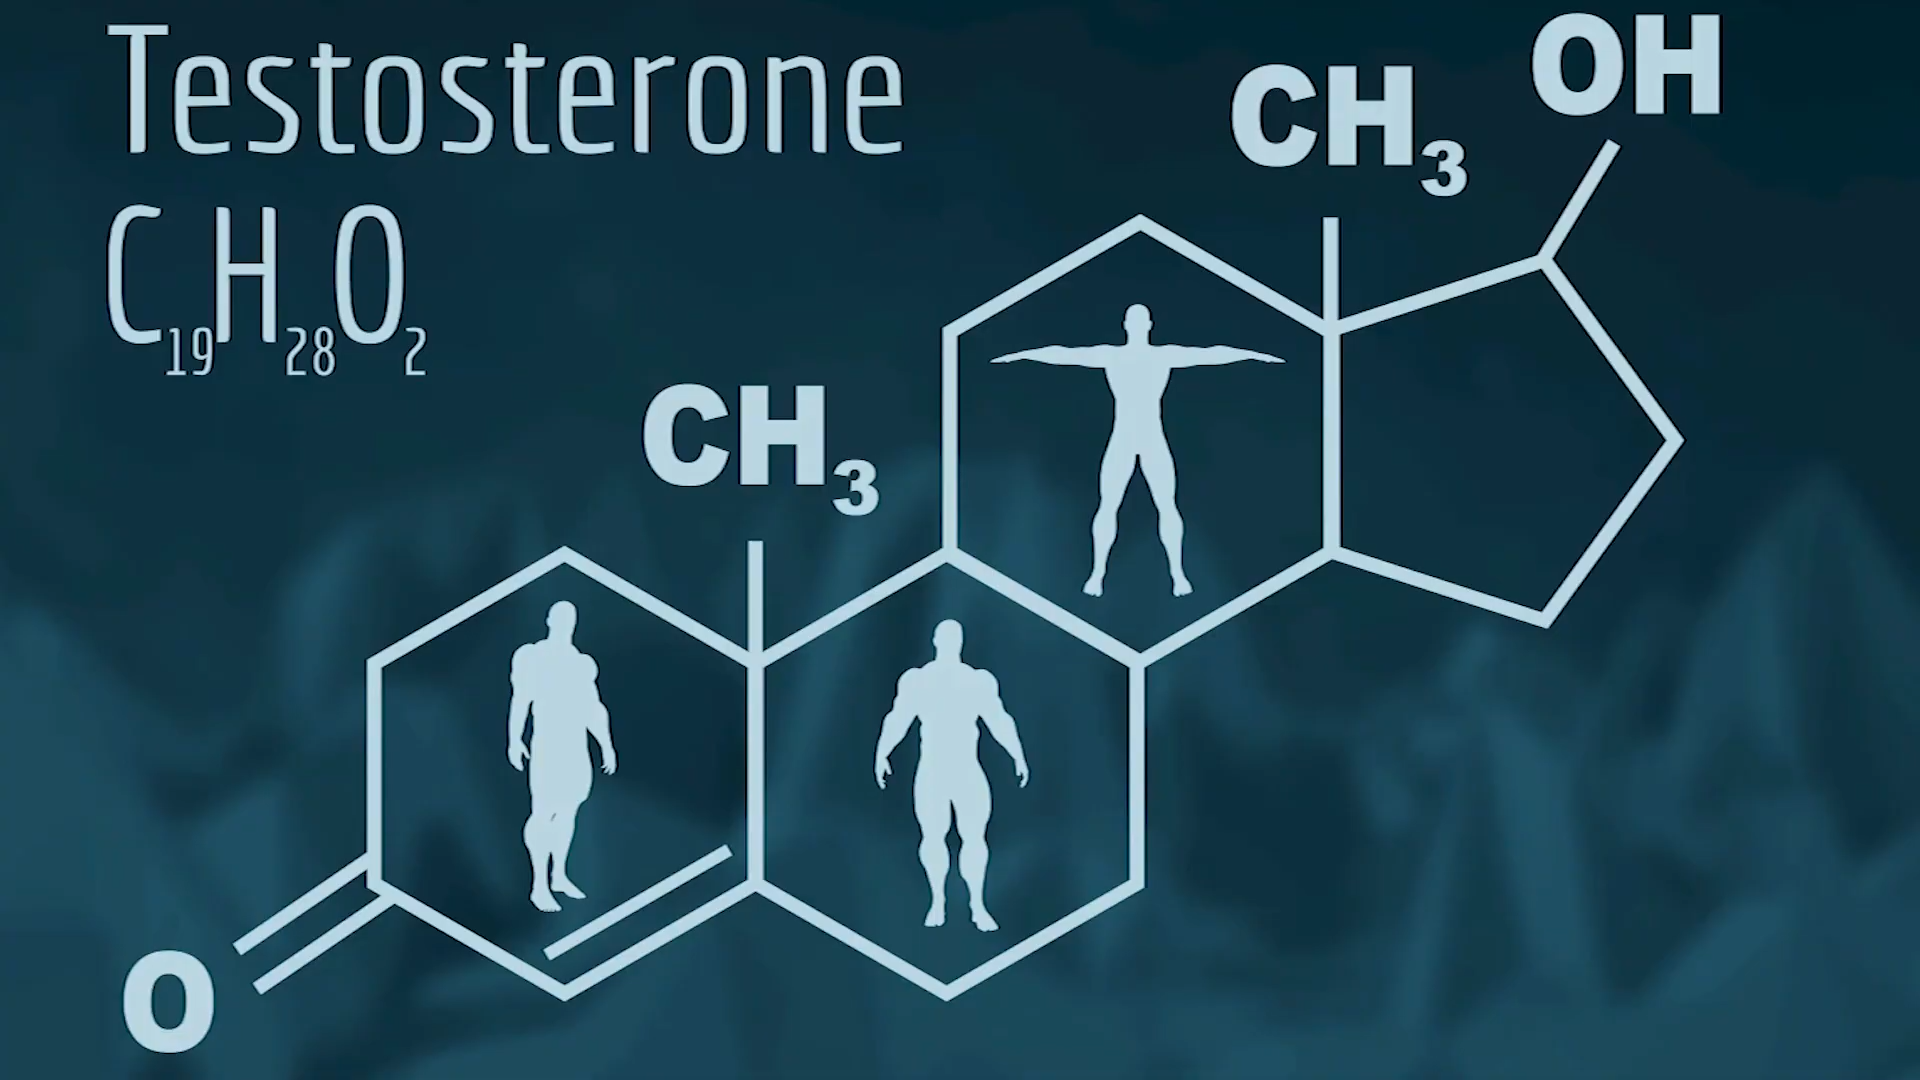 Testosterone
C₁₉H₂₈O₂
OH
CH₃
CH₃
O